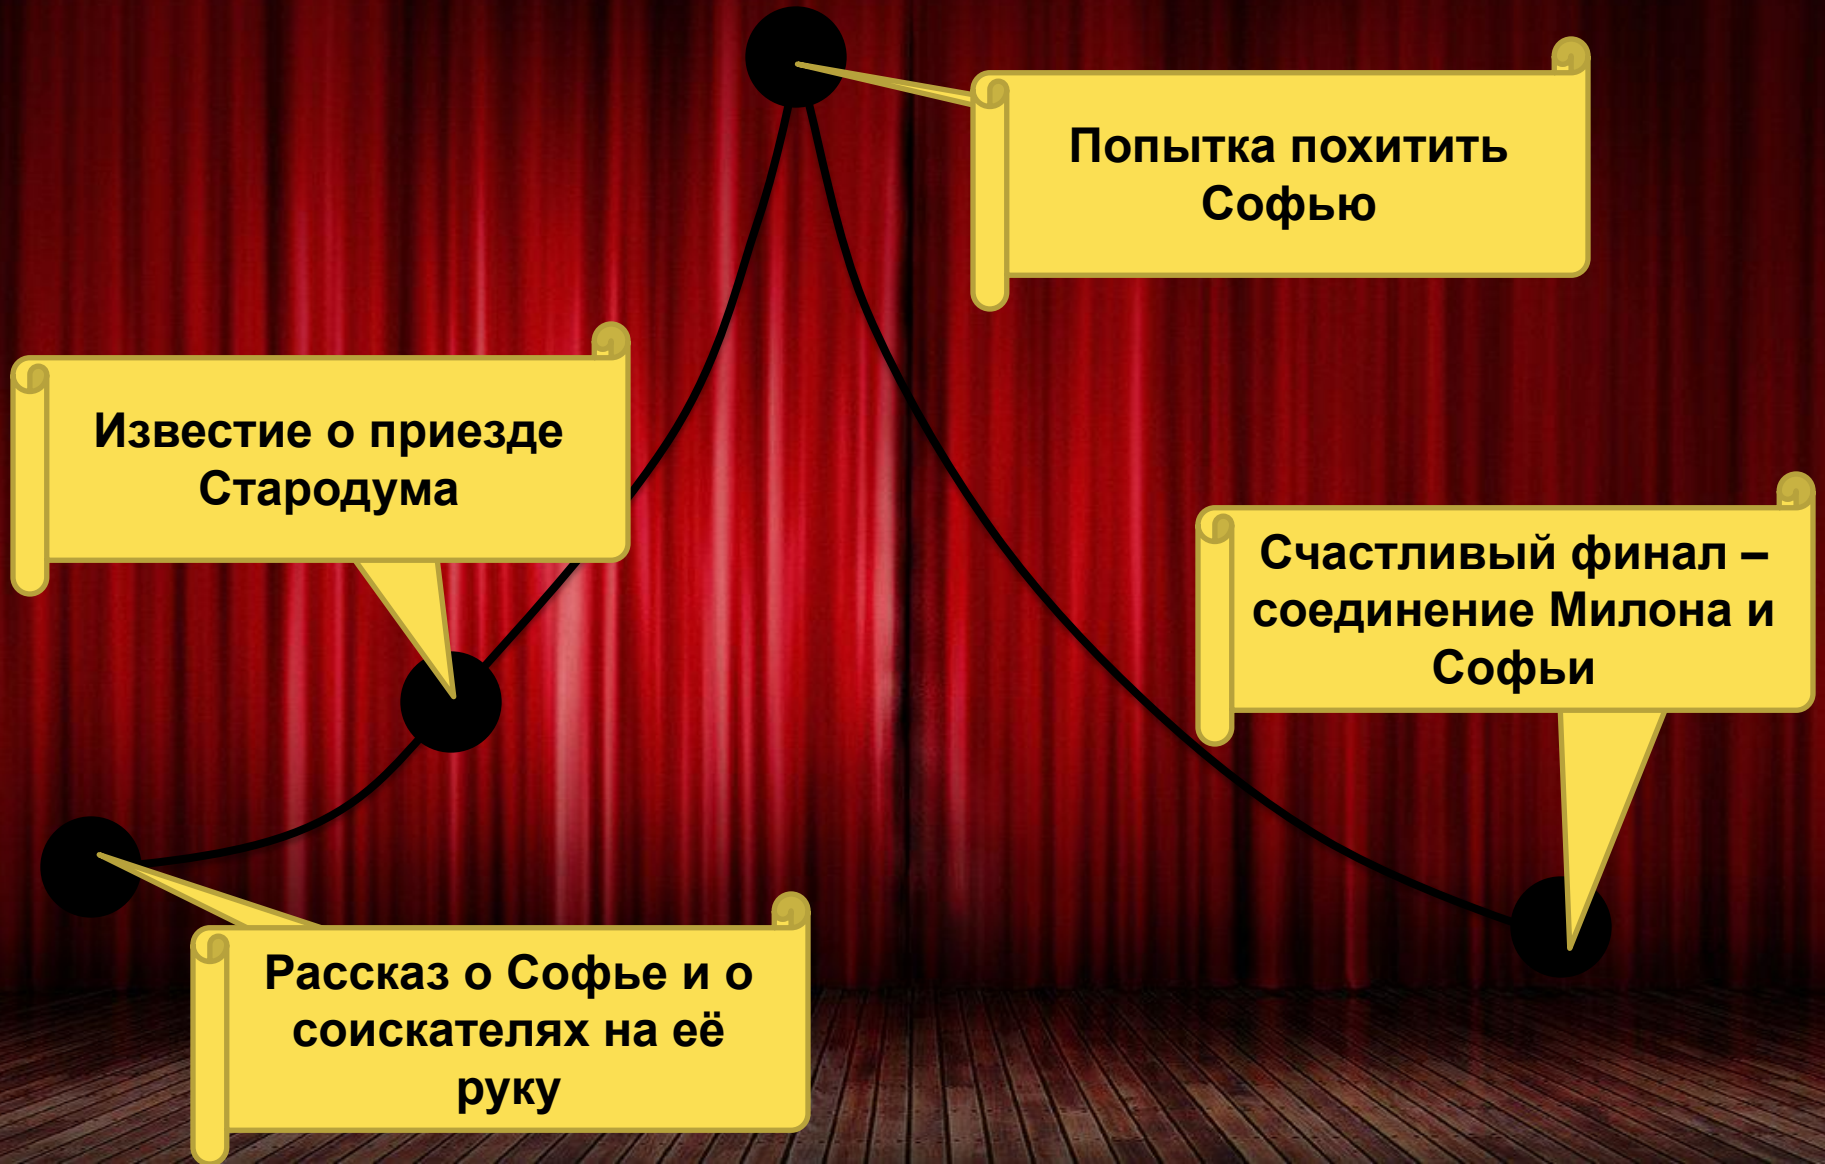 Попытка похитить
Софью
Известие о приезде
Стародума
Счастливый финал –
соединение Милона и
Софьи
Рассказ о Софье и о
соискателях на её
руку